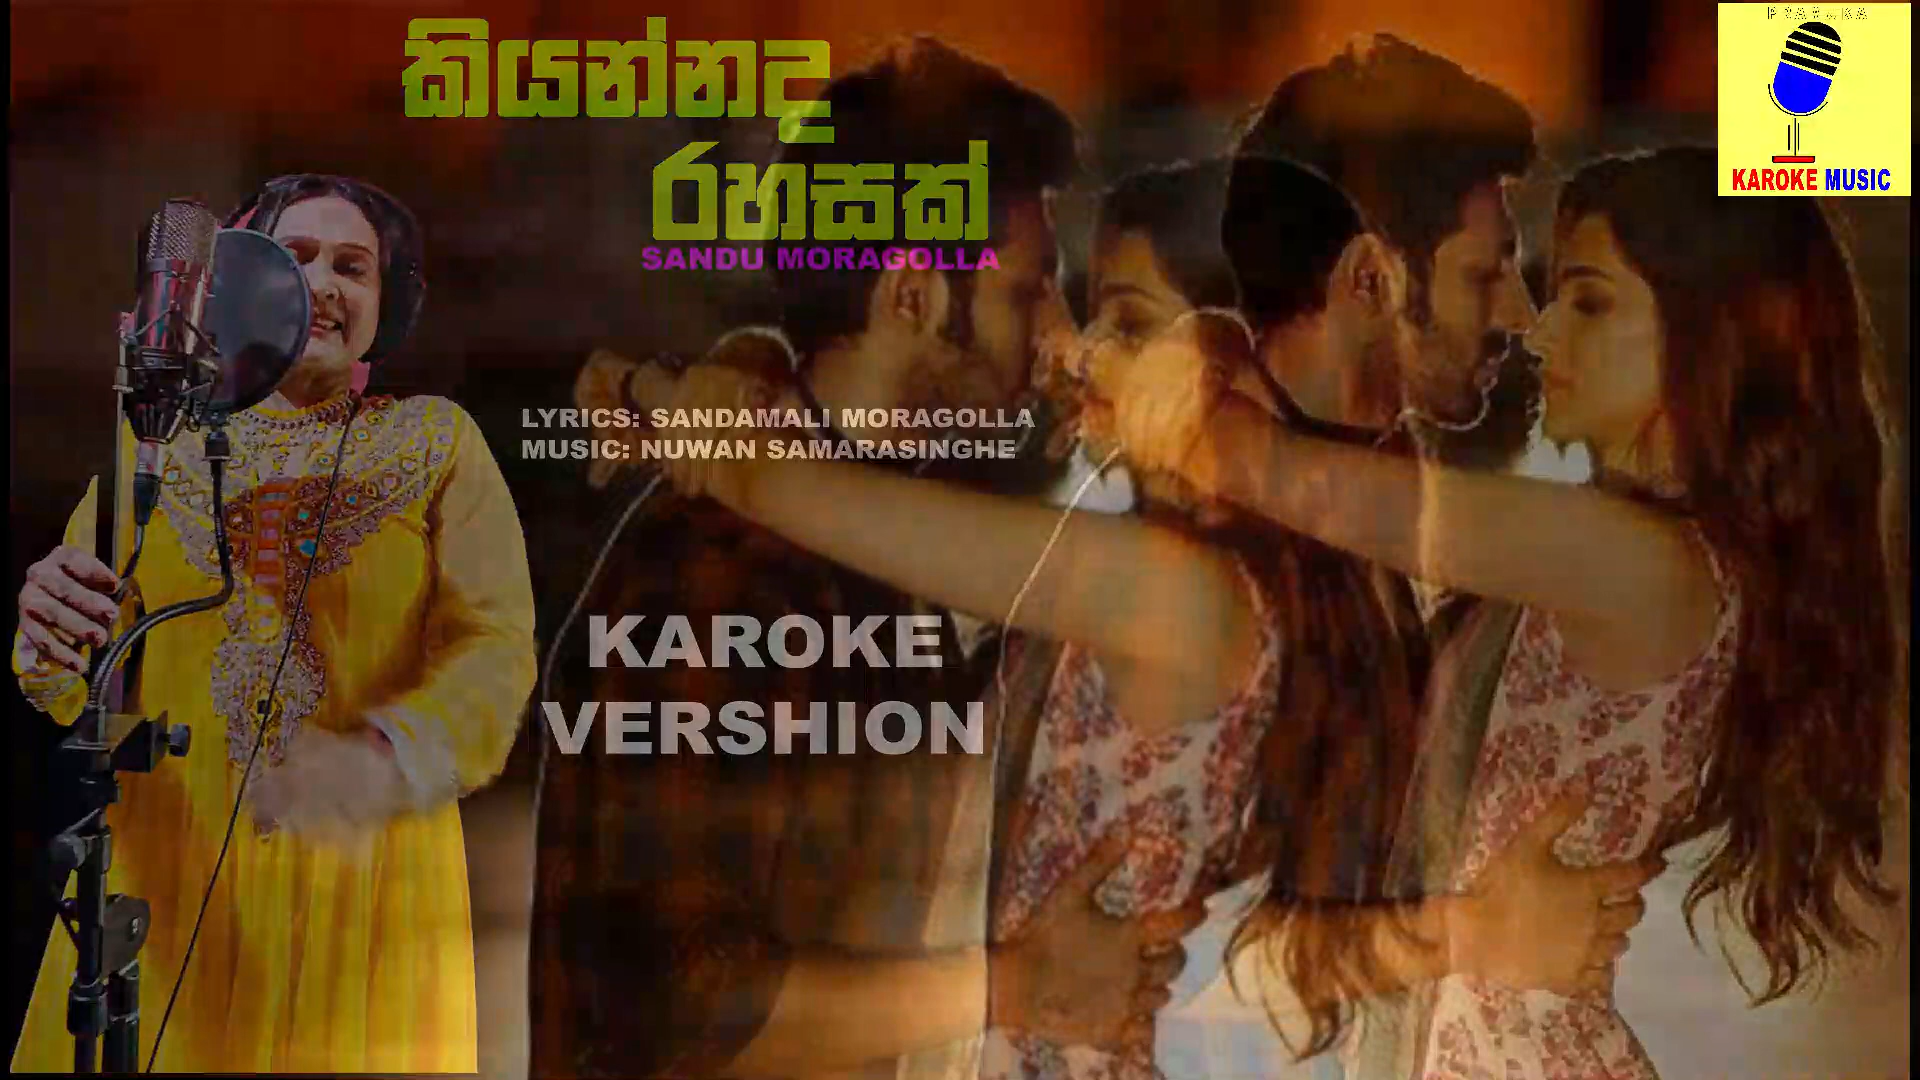 කියන්නද
රහසක්
SANDU MORAGOLLA
LYRICS: SANDAMALI MORAGOLLA
MUSIC: NUWAN SAMARASINGHE
KAROKE
VERSHION
KAROKE MUSIC